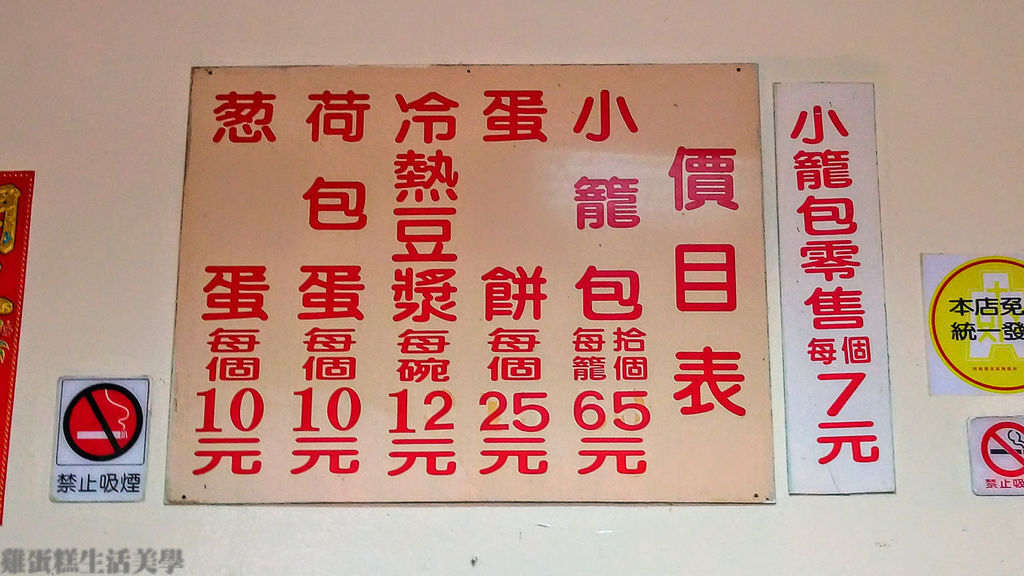 價目表
小籠包 每籠拾個 65元
蛋餅 每個 25元
冷熱豆漿 每碗 12元
荷包蛋 每個 10元
葱蛋 每個 10元
小籠包零售每個7元
禁止吸煙
本店免
統一發
禁止吸
雞蛋糕生活美學